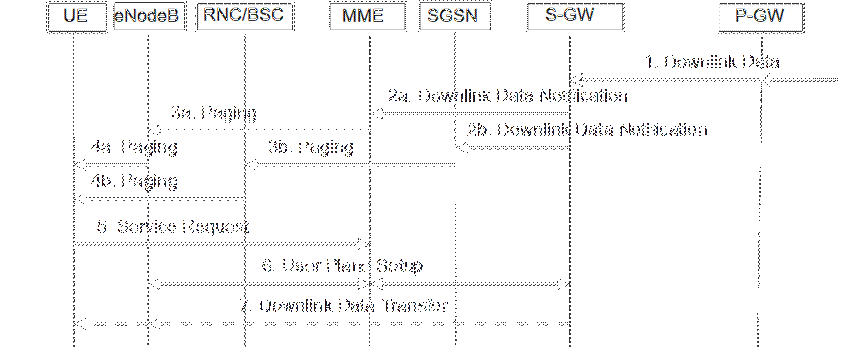 UE eNodeB RNC/BSC MME SGSN S-GW P-GW
1. Downlink Data
2a. Downlink Data Notification
3a. Paging
2b. Downlink Data Notification
4a. Paging 3b. Paging
4b. Paging
5. Service Request
6. User Plane Setup
7. Downlink Data Transfer